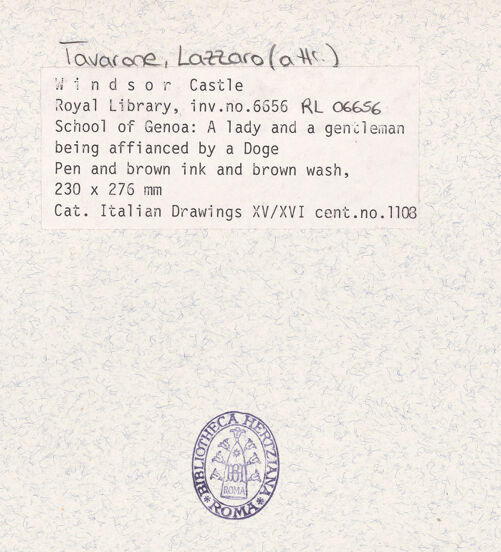 Tavarone, Lazzaro (attr.)
Windsor Castle
Royal Library, inv.no.6656 RL 06656
School of Genoa: A lady and a gentleman
being affianced by a Doge
Pen and brown ink and brown wash,
230 x 276 mm
Cat. Italian Drawings XV/XVI cent.no.1103
BIBLIOTHECA HERTZIANA
ROMA
ROMA